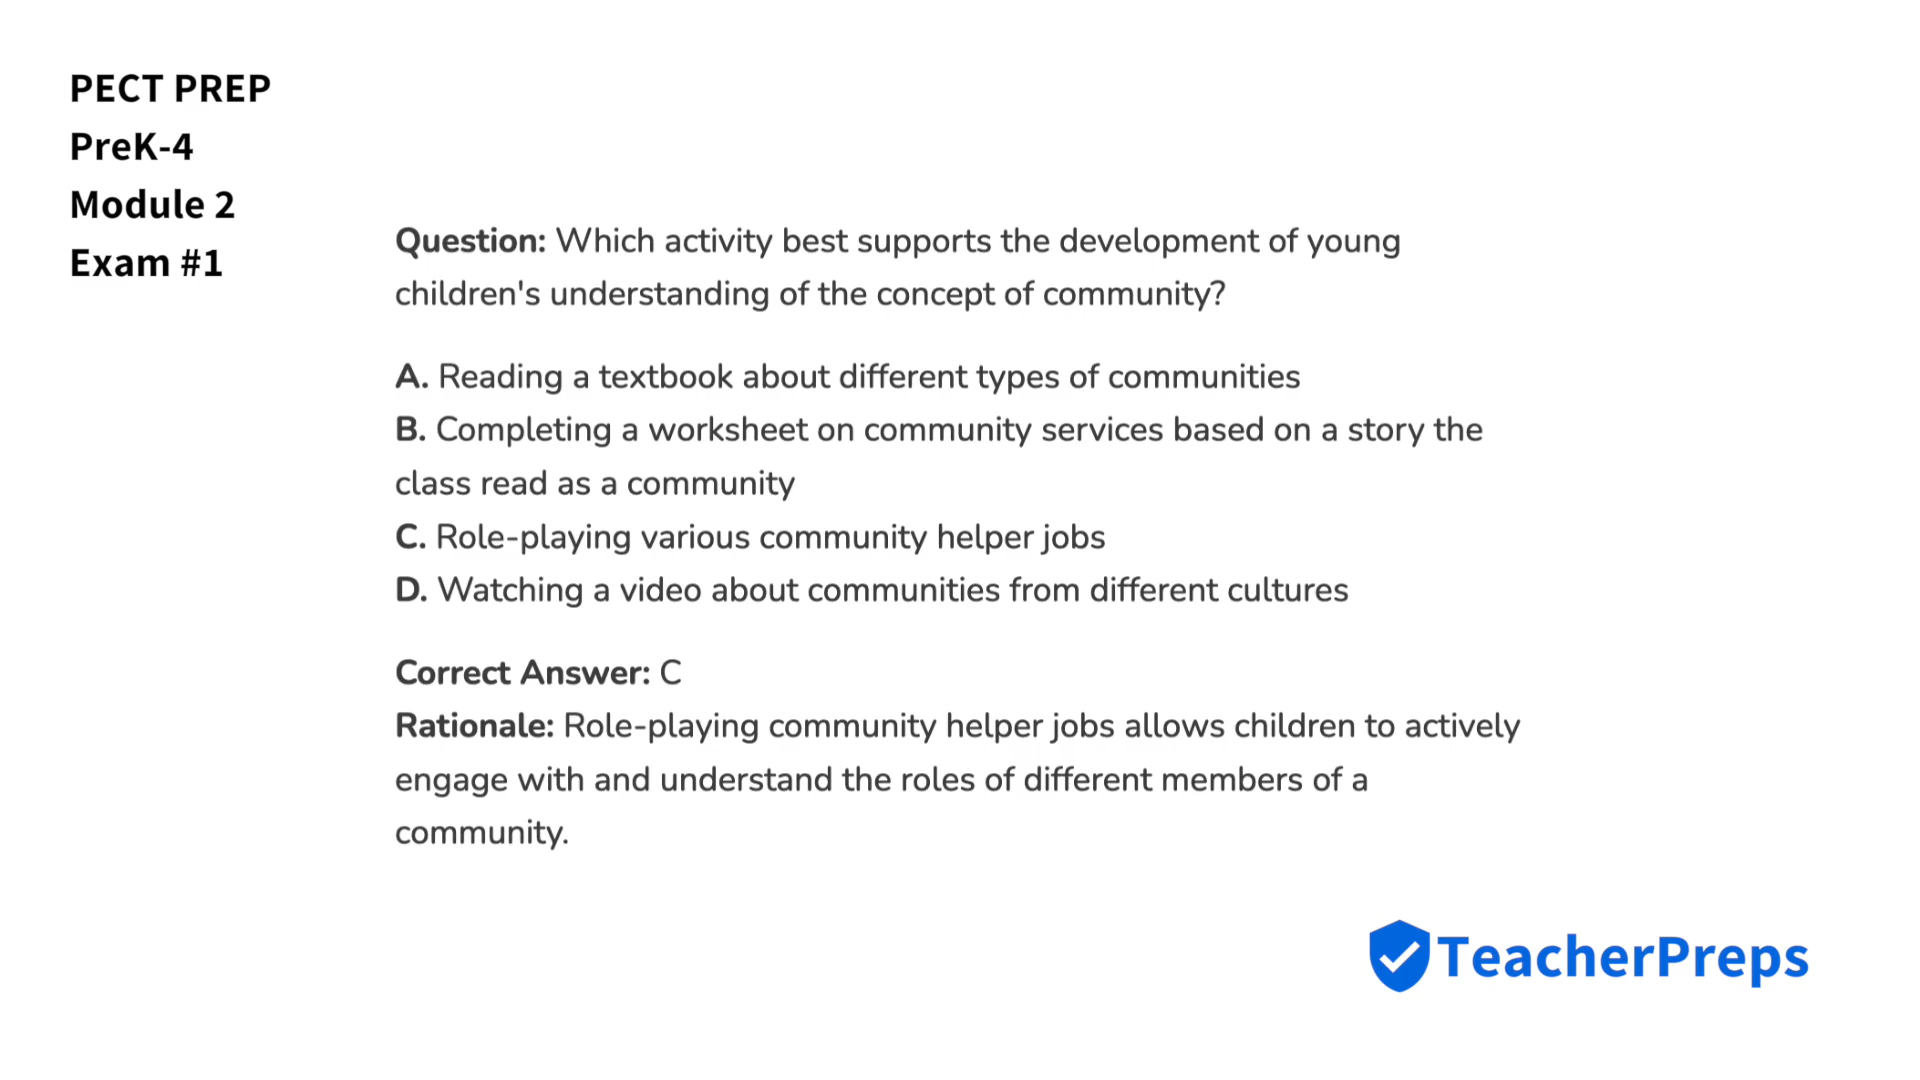 PECT PREP
PreK-4
Module 2
Exam #1
Question: Which activity best supports the development of young
children's understanding of the concept of community?
A. Reading a textbook about different types of communities
B. Completing a worksheet on community services based on a story the
class read as a community
C. Role-playing various community helper jobs
D. Watching a video about communities from different cultures
Correct Answer: C
Rationale: Role-playing community helper jobs allows children to actively
engage with and understand the roles of different members of a
community.
TeacherPreps